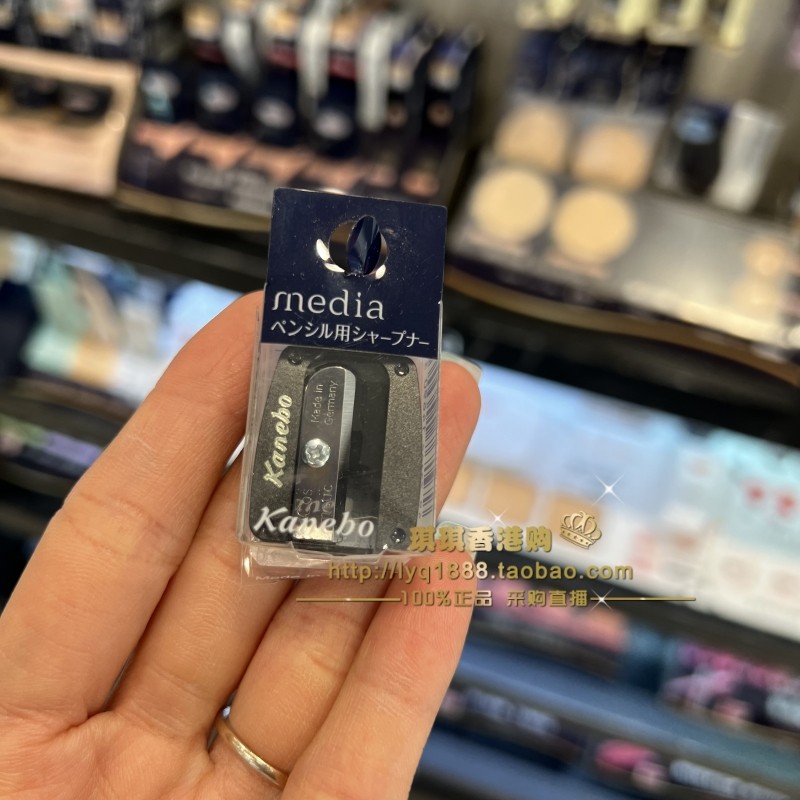 media
ペンシル用シャープナー
Kanebo
Made in
Germany
Kanebo
琪琪香港购
http://lyq1888.taobao.com
100%正品 采购直播